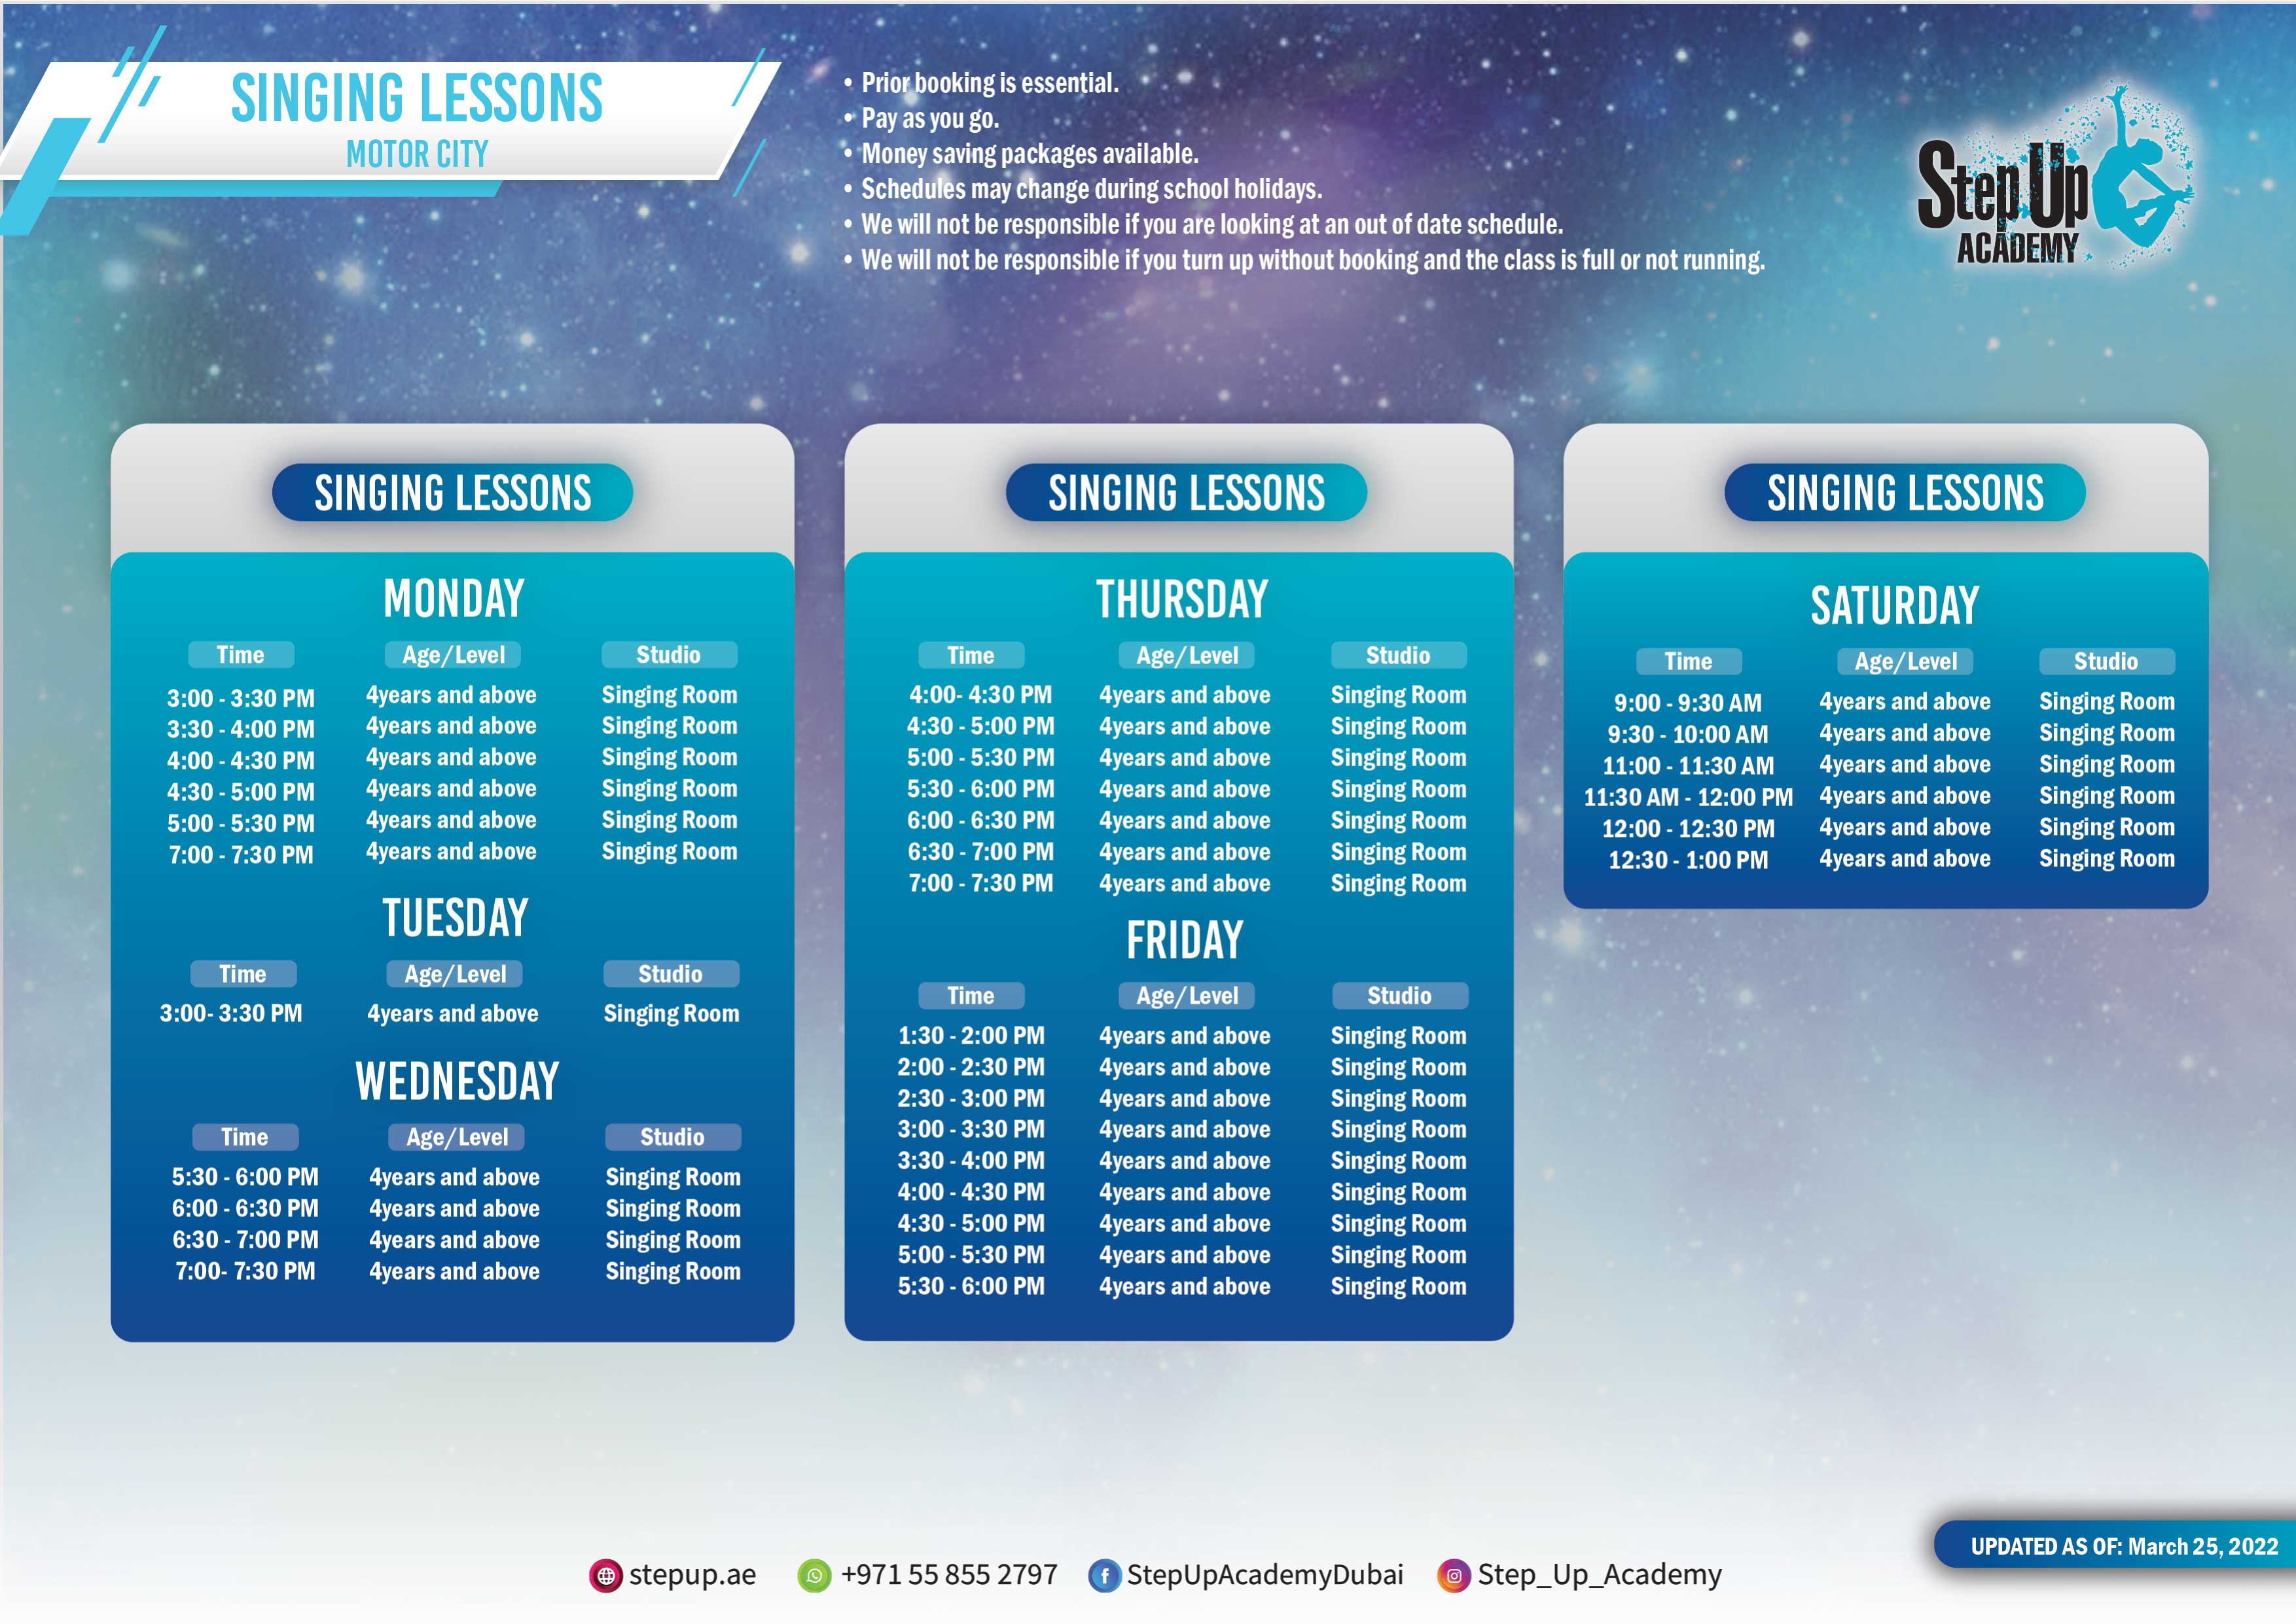 SINGING LESSONS
MOTOR CITY
• Prior booking is essential.
• Pay as you go.
• Money saving packages available.
• Schedules may change during school holidays.
• We will not be responsible if you are looking at an out of date schedule.
• We will not be responsible if you turn up without booking and the class is full or not running.
Step Up
ACADEMY
SINGING LESSONS
MONDAY
Time Age/Level Studio
3:00 - 3:30 PM 4years and above Singing Room
3:30 - 4:00 PM 4years and above Singing Room
4:00 - 4:30 PM 4years and above Singing Room
4:30 - 5:00 PM 4years and above Singing Room
5:00 - 5:30 PM 4years and above Singing Room
7:00 - 7:30 PM 4years and above Singing Room
TUESDAY
Time Age/Level Studio
3:00- 3:30 PM 4years and above Singing Room
WEDNESDAY
Time Age/Level Studio
5:30 - 6:00 PM 4years and above Singing Room
6:00 - 6:30 PM 4years and above Singing Room
6:30 - 7:00 PM 4years and above Singing Room
7:00- 7:30 PM 4years and above Singing Room
SINGING LESSONS
THURSDAY
Time Age/Level Studio
4:00- 4:30 PM 4years and above Singing Room
4:30 - 5:00 PM 4years and above Singing Room
5:00 - 5:30 PM 4years and above Singing Room
5:30 - 6:00 PM 4years and above Singing Room
6:00 - 6:30 PM 4years and above Singing Room
6:30 - 7:00 PM 4years and above Singing Room
7:00 - 7:30 PM 4years and above Singing Room
FRIDAY
Time Age/Level Studio
1:30 - 2:00 PM 4years and above Singing Room
2:00 - 2:30 PM 4years and above Singing Room
2:30 - 3:00 PM 4years and above Singing Room
3:00 - 3:30 PM 4years and above Singing Room
3:30 - 4:00 PM 4years and above Singing Room
4:00 - 4:30 PM 4years and above Singing Room
4:30 - 5:00 PM 4years and above Singing Room
5:00 - 5:30 PM 4years and above Singing Room
5:30 - 6:00 PM 4years and above Singing Room
SINGING LESSONS
SATURDAY
Time Age/Level Studio
9:00 - 9:30 AM 4years and above Singing Room
9:30 - 10:00 AM 4years and above Singing Room
11:00 - 11:30 AM 4years and above Singing Room
11:30 AM - 12:00 PM 4years and above Singing Room
12:00 - 12:30 PM 4years and above Singing Room
12:30 - 1:00 PM 4years and above Singing Room
UPDATED AS OF: March 25, 2022
stepup.ae +971 55 855 2797 StepUpAcademyDubai Step_Up_Academy